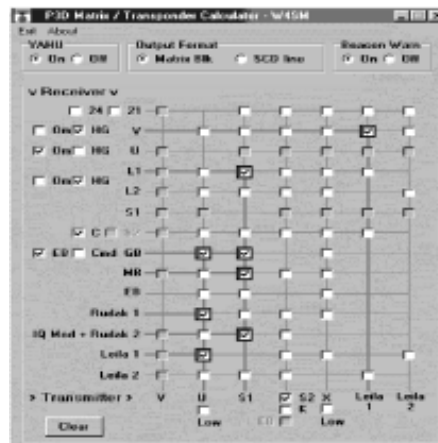 P3D Matrix / Transponder Calculator - W4SM
Exit About
YAHU Output Format Beacon Warn
On Off Matrix Blk SCD line On Off
v Receiver v
24 21
Om HG V
Om HG U
Om HG L1
L2
S1
C
EB Cmd GB
MB
EB
Rudak 1
IQ Mod + Rudak 2
Leila 1
Leila 2
> Transmitter > V U S1 S2 X Leila 1 Leila 2
K
Low Low
Clear